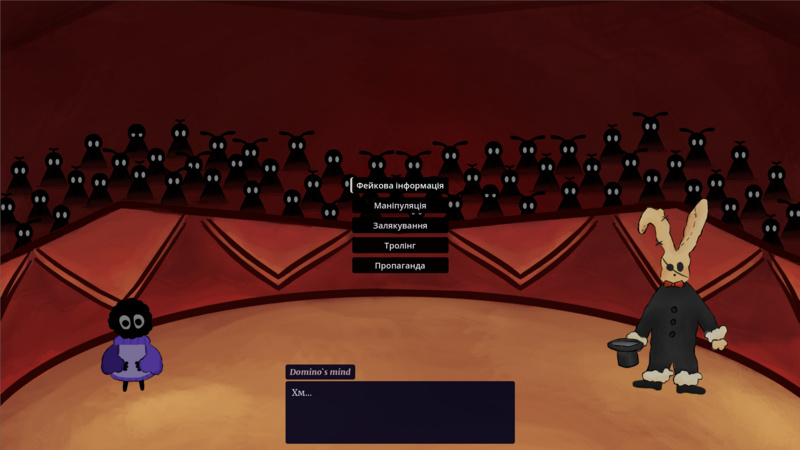 Фейкова інформація
Маніпуляція
Залякування
Тролінг
Пропаганда
Domino`s mind
Хм...